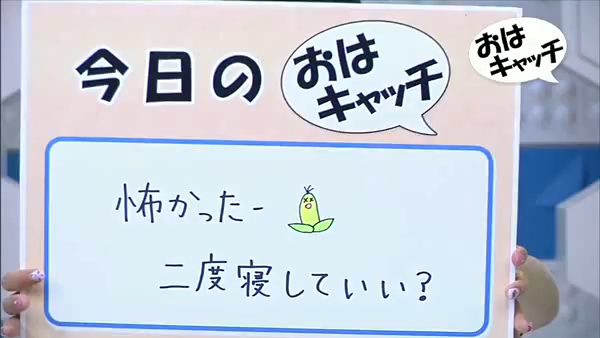 今日の
おは
キャッチ
おは
キャッチ
怖かったー
二度寝していい?